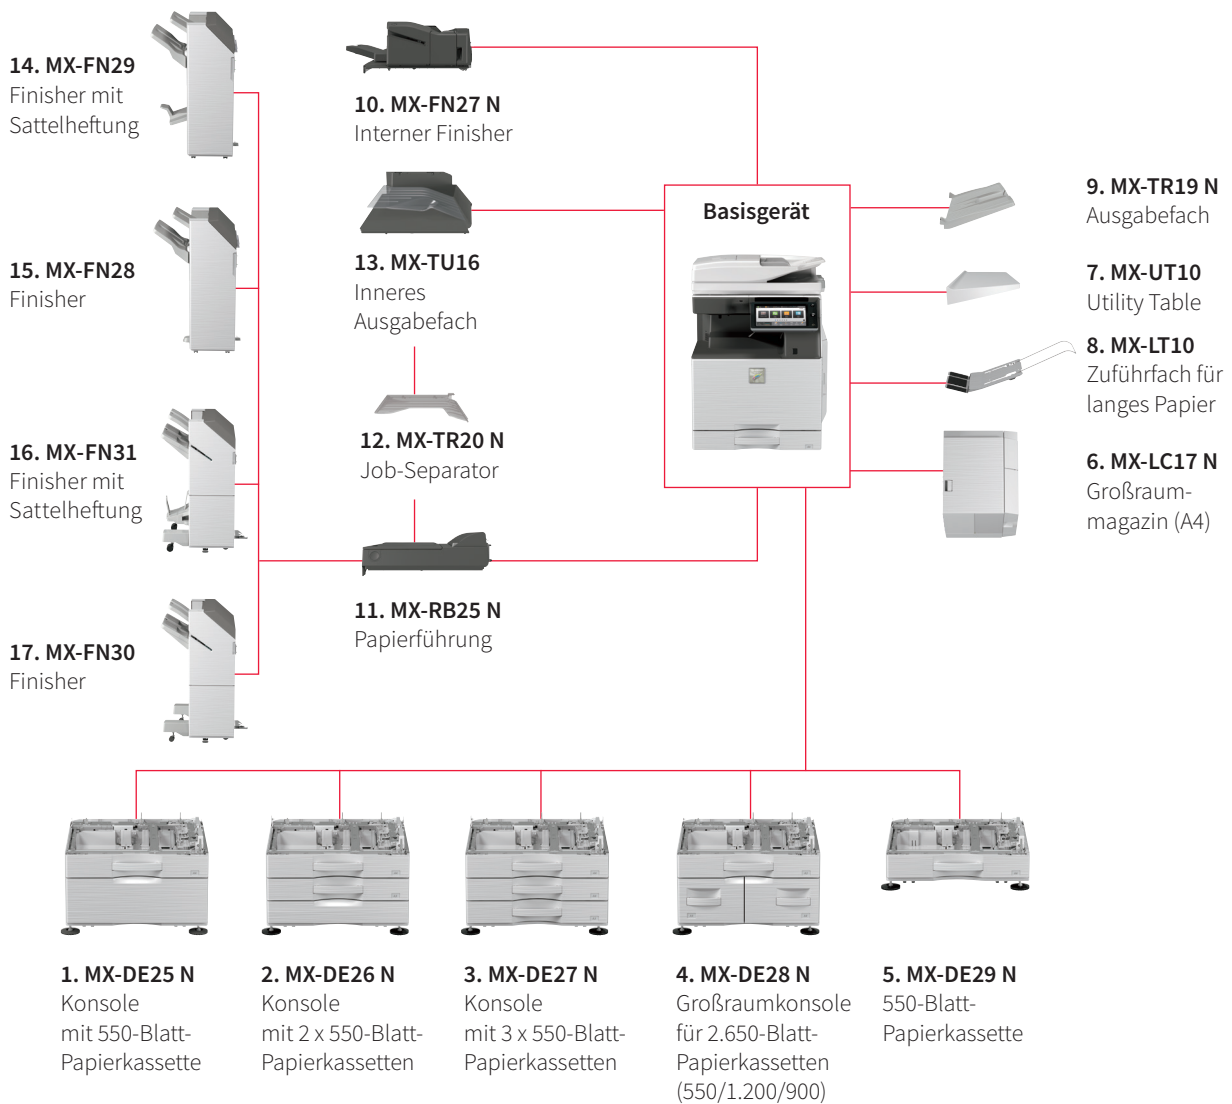 14. MX-FN29
Finisher mit
Sattelheftung
15. MX-FN28
Finisher
16. MX-FN31
Finisher mit
Sattelheftung
17. MX-FN30
Finisher
10. MX-FN27 N
Interner Finisher
13. MX-TU16
Inneres
Ausgabefach
12. MX-TR20 N
Job-Separator
11. MX-RB25 N
Papierführung
Basisgerät
9. MX-TR19 N
Ausgabefach
7. MX-UT10
Utility Table
8. MX-LT10
Zuführfach für
langes Papier
6. MX-LC17 N
Großraum-
magazin (A4)
1. MX-DE25 N
Konsole
mit 550-Blatt-
Papierkassette
2. MX-DE26 N
Konsole
mit 2 x 550-Blatt-
Papierkassetten
3. MX-DE27 N
Konsole
mit 3 x 550-Blatt-
Papierkassetten
4. MX-DE28 N
Großraumkonsole
für 2.650-Blatt-
Papierkassetten
(550/1.200/900)
5. MX-DE29 N
550-Blatt-
Papierkassette